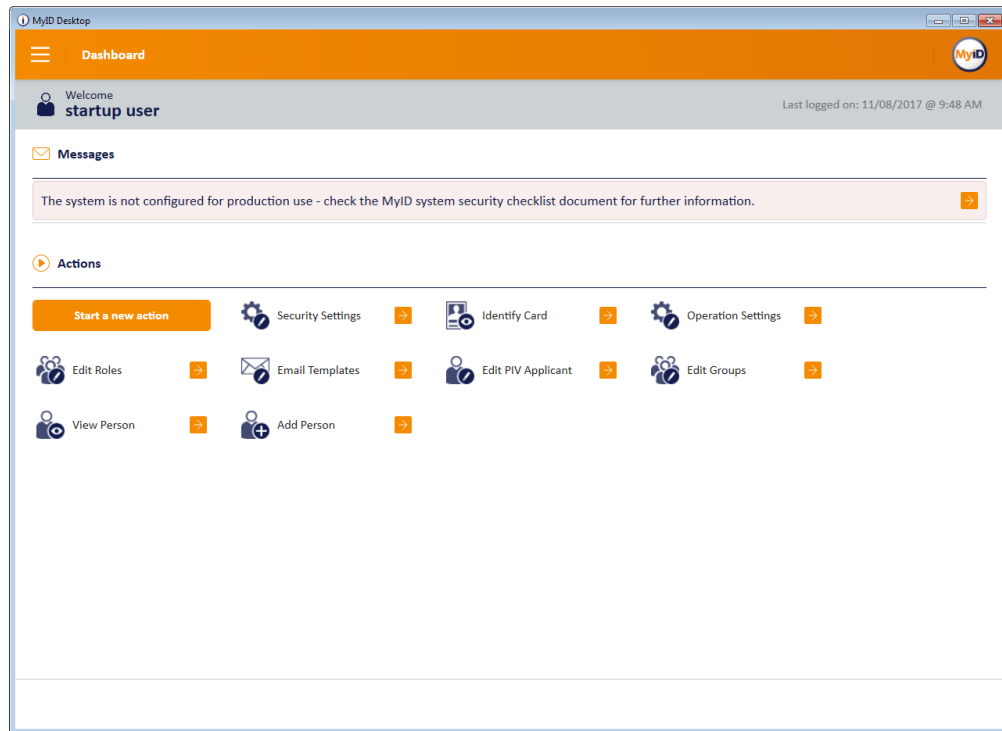 MyID Desktop
Dashboard
MyiD
Welcome
startup user
Last logged on: 11/08/2017 @ 9:48 AM
Messages
The system is not configured for production use - check the MyID system security checklist document for further information.
Actions
Start a new action
Security Settings
Identify Card
Operation Settings
Edit Roles
Email Templates
Edit PIV Applicant
Edit Groups
View Person
Add Person